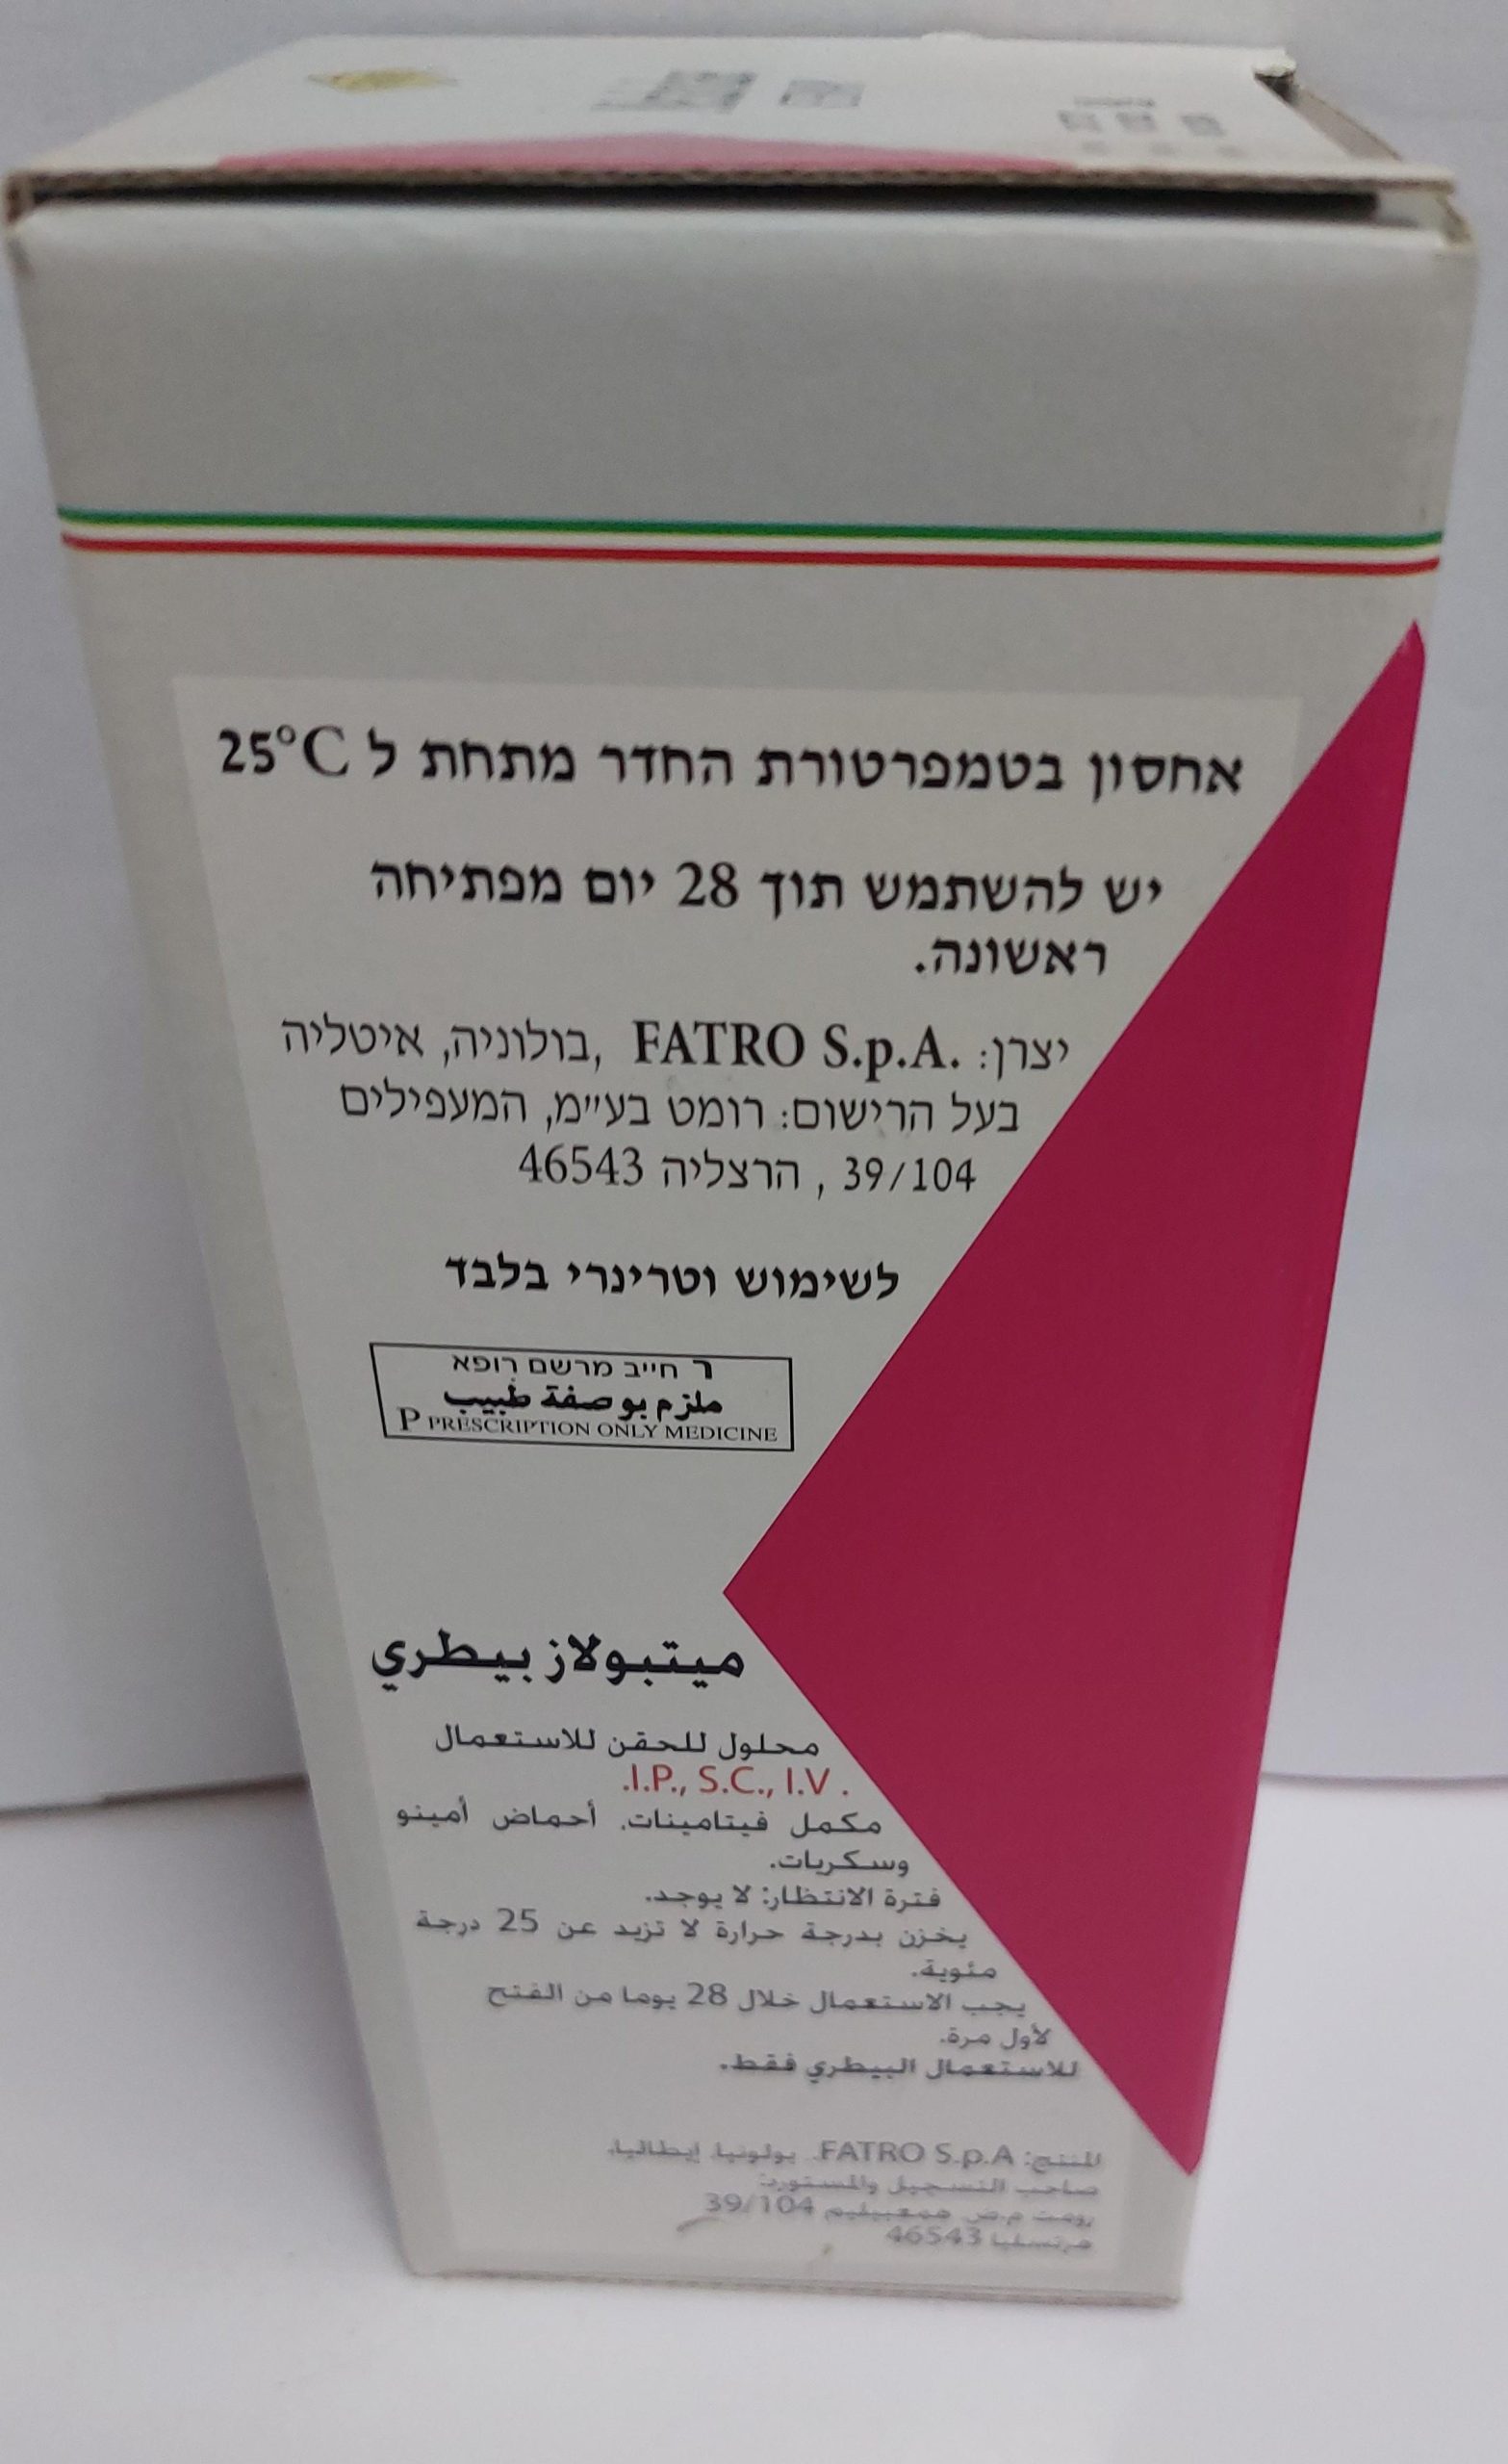 אחסון בטמפרטורת החדר מתחת ל 25°C
יש להשתמש תוך 28 יום מפתיחה
ראשונה.
יצרן: FATRO S.p.A. ,בולוניה, איטליה
בעל הרישום: רומט בע״מ, המעפילים
39/104 , הרצליה 46543
לשימוש וטרינרי בלבד
ר חייב מרשם רופא
ملزم بوصفة طبيب
P PRESCRIPTION ONLY MEDICINE
ميتبولاز بيطري
محلول للحقن للاستعمال
.I.P., S.C., I.V .
مكمل فيتامينات. أحماض أمينو
وسكريات.
فترة الانتظار: لا يوجد.
يخزن بدرجة حرارة لا تزيد عن 25 درجة
مئوية.
يجب الاستعمال خلال 28 يوما من الفتح
لأول مرة.
للاستعمال البيطري فقط.
المنتج: FATRO S.p.A. بولونيا. إيطاليا.
صاحب التسجيل والمستورد:
رومت م.ض. همعبيليم 39/104
هرتسليا 46543